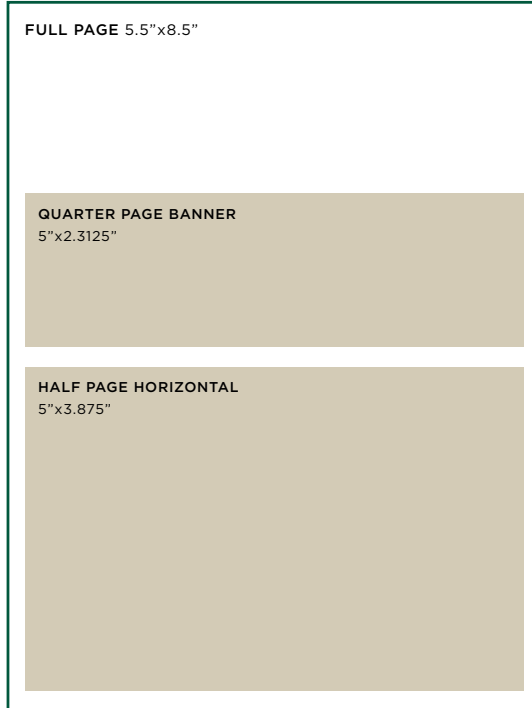 FULL PAGE 5.5”x8.5”
QUARTER PAGE BANNER
5”x2.3125”
HALF PAGE HORIZONTAL
5”x3.875”